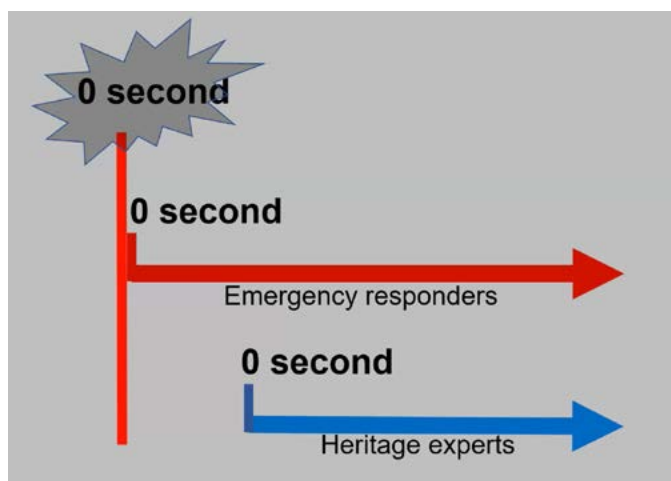 0 second
0 second
Emergency responders
0 second
Heritage experts